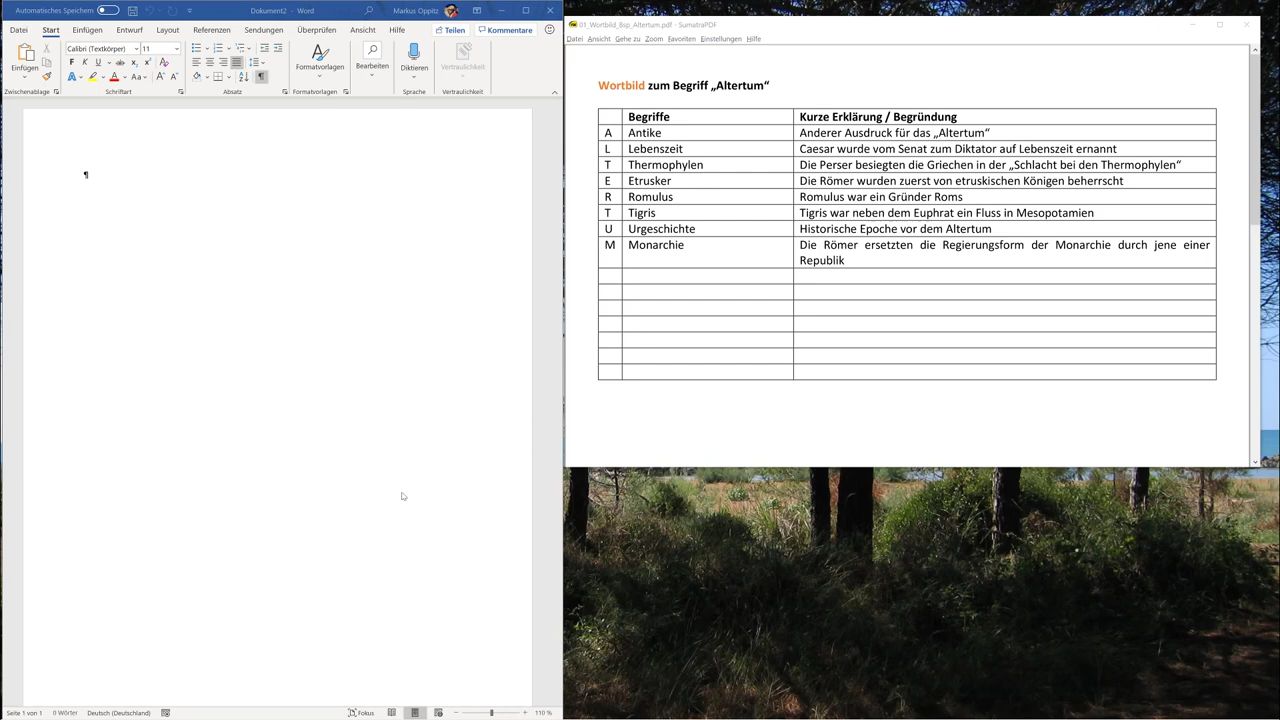 Automatisches Speichern
Dokument2 - Word
Markus Oppitz
Datei Start Einfügen Entwurf Layout Referenzen Sendungen Überprüfen Ansicht Hilfe Teilen Kommentare
Calibri (Textkörper) 11
Einfügen
F K U ab x₂ x²
A A Aa A A
Formatvorlagen Bearbeiten Diktieren Vertraulichkeit
Zwischenablage Schriftart Absatz Formatvorlagen Sprache Vertraulichkeit
¶
Seite 1 von 1 0 Wörter Deutsch (Deutschland) Fokus 110 %
01_Wortbild_Bsp_Altertum.pdf - SumatraPDF
Datei Ansicht Gehe zu Zoom Favoriten Einstellungen Hilfe
Wortbild zum Begriff „Altertum“
Begriffe Kurze Erklärung / Begründung
A Antike Anderer Ausdruck für das „Altertum“
L Lebenszeit Caesar wurde vom Senat zum Diktator auf Lebenszeit ernannt
T Thermophylen Die Perser besiegten die Griechen in der „Schlacht bei den Thermophylen“
E Etrusker Die Römer wurden zuerst von etruskischen Königen beherrscht
R Romulus Romulus war ein Gründer Roms
T Tigris Tigris war neben dem Euphrat ein Fluss in Mesopotamien
U Urgeschichte Historische Epoche vor dem Altertum
M Monarchie Die Römer ersetzten die Regierungsform der Monarchie durch jene einer
Republik